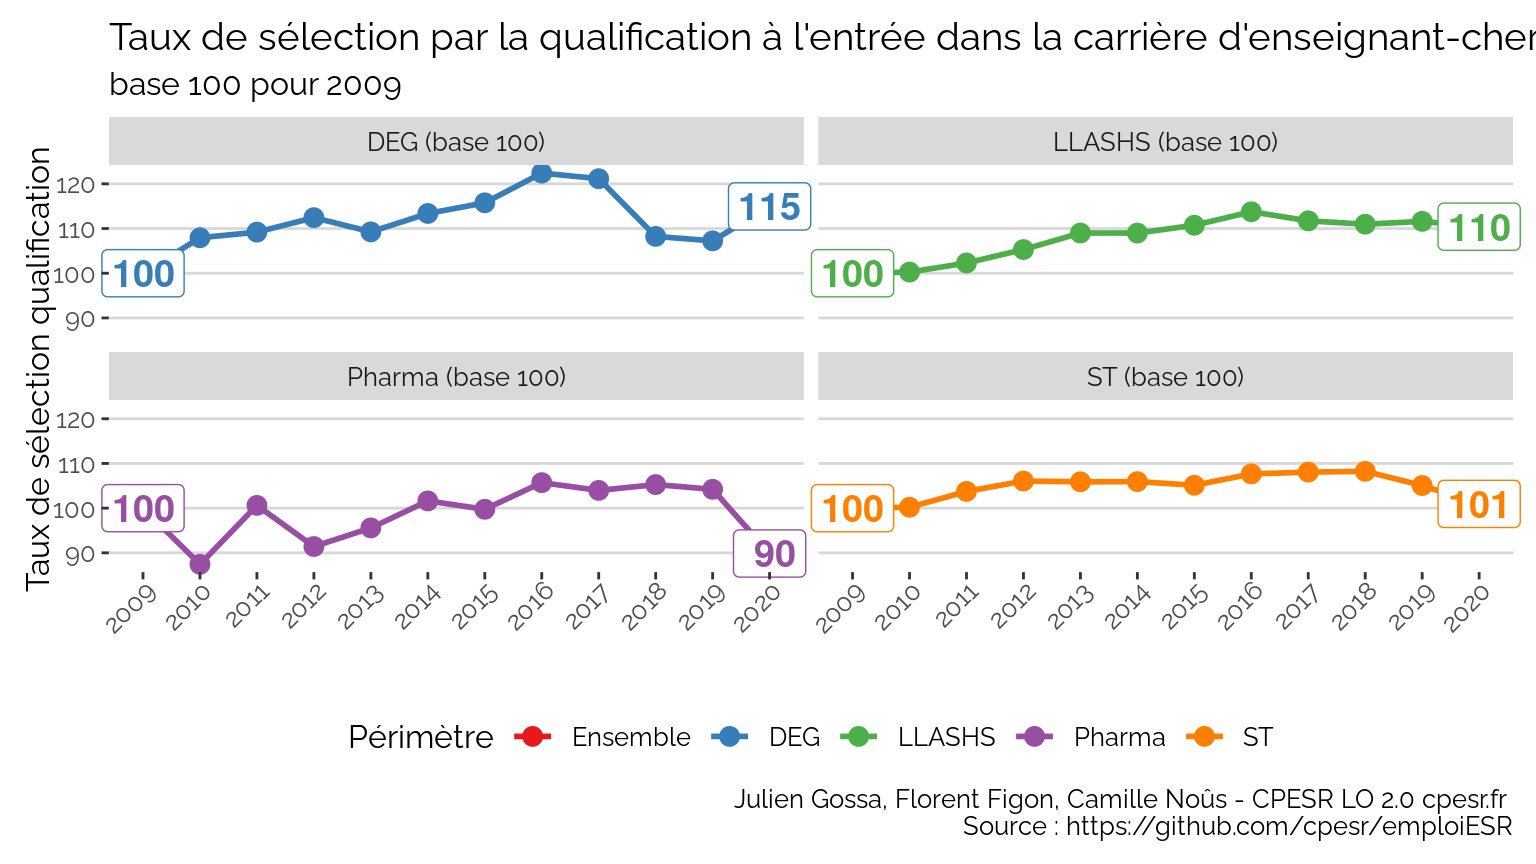 Taux de sélection par la qualification à l'entrée dans la carrière d'enseignant-cher
base 100 pour 2009
Taux de sélection qualification
DEG (base 100)
LLASHS (base 100)
120
110
100
90
100
115
100
110
Pharma (base 100)
ST (base 100)
120
110
100
90
100
90
100
101
2009 2010 2011 2012 2013 2014 2015 2016 2017 2018 2019 2020
2009 2010 2011 2012 2013 2014 2015 2016 2017 2018 2019 2020
Périmètre Ensemble DEG LLASHS Pharma ST
Julien Gossa, Florent Figon, Camille Noûs - CPESR LO 2.0 cpesr.fr
Source : https://github.com/cpesr/emploiESR